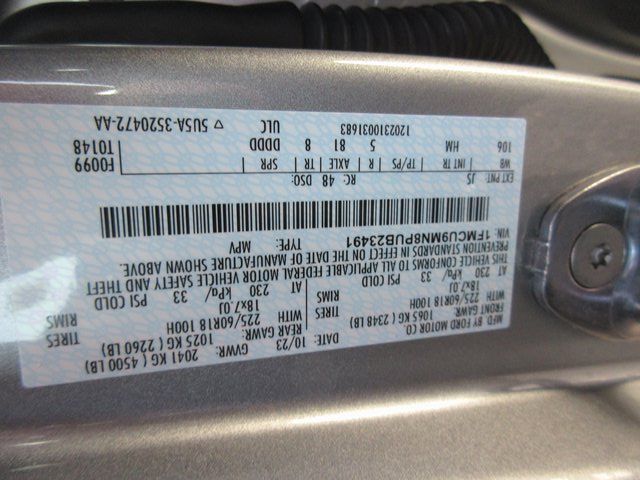 MFD. BY FORD MOTOR CO.
DATE: 10/23 GVWR: 2041 KG ( 4500 LB)
FRONT GAWR: 1065 KG ( 2348 LB) REAR GAWR: 1025 KG ( 2260 LB)
WITH 225/60R18 100H TIRES WITH 225/60R18 100H TIRES
18x7.0J RIMS 18x7.0J RIMS
AT 230 kPa/ 33 PSI COLD AT 230 kPa/ 33 PSI COLD
THIS VEHICLE CONFORMS TO ALL APPLICABLE FEDERAL MOTOR VEHICLE SAFETY AND THEFT
PREVENTION STANDARDS IN EFFECT ON THE DATE OF MANUFACTURE SHOWN ABOVE.
VIN: 1FMCU9MN8PUB23491 TYPE: MPV
EXT PNT: JS RC: 48 DSO: F0099
WB INT TR TP/PS R AXLE TR SPR T0148
106 HM 5 81 8 DDDD
1202310031683 ULC ▽ 5U5A-3S20472-AA